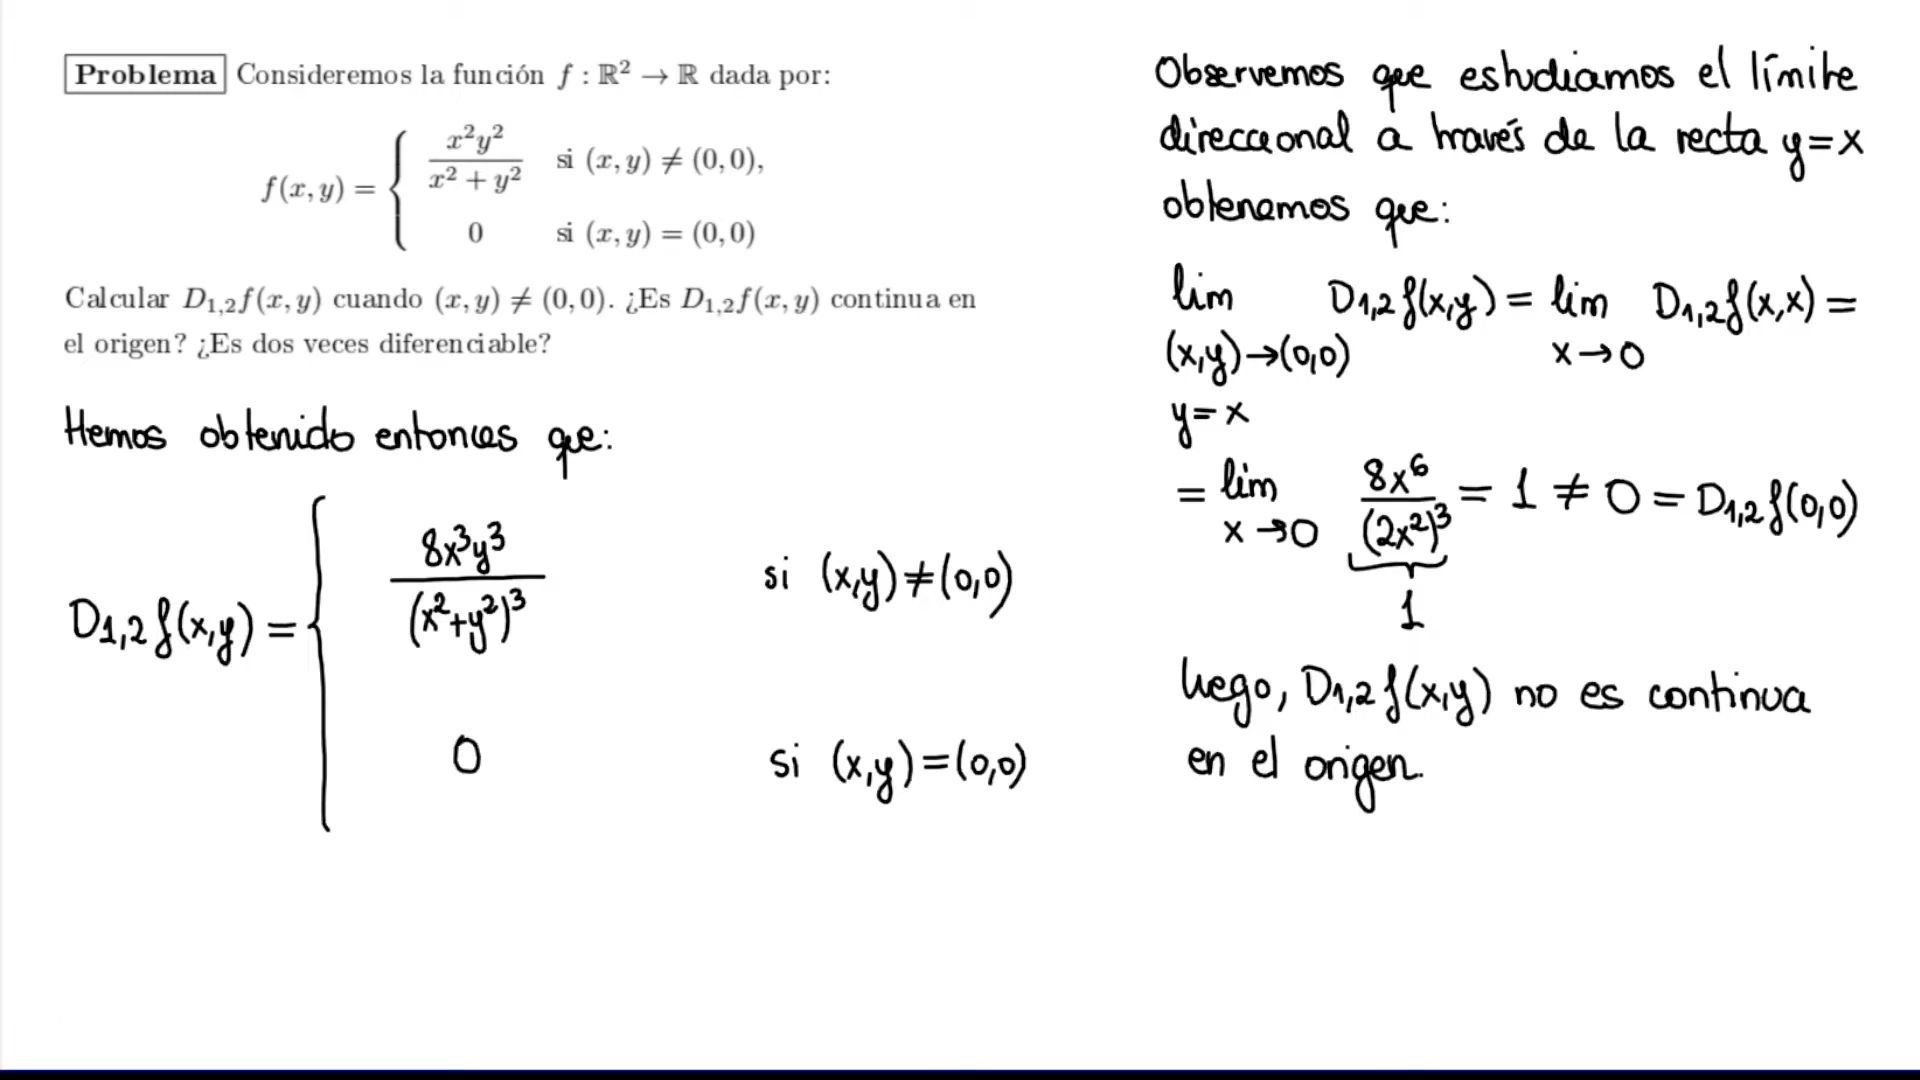 Problema Consideremos la función f : ℝ² → ℝ dada por:
f(x, y) = { x²y² / (x² + y²) si (x, y) ≠ (0, 0),
0 si (x, y) = (0, 0)
Calcular D₁,₂f(x, y) cuando (x, y) ≠ (0, 0). ¿Es D₁,₂f(x, y) continua en
el origen? ¿Es dos veces diferenciable?
Hemos obtenido entonces que:
D₁,₂f(x,y) = { 8x³y³ / (x²+y²)³ si (x,y)≠(0,0)
0 si (x,y)=(0,0)
Observemos que estudiamos el límite
direccional a través de la recta y=x
obtenemos que:
lim D₁,₂f(x,y) = lim D₁,₂f(x,x) =
(x,y)→(0,0) x→0
y=x
= lim 8x⁶ / (2x²)³ = 1 ≠ 0 = D₁,₂f(0,0)
x→0
1
luego, D₁,₂f(x,y) no es continua
en el origen.